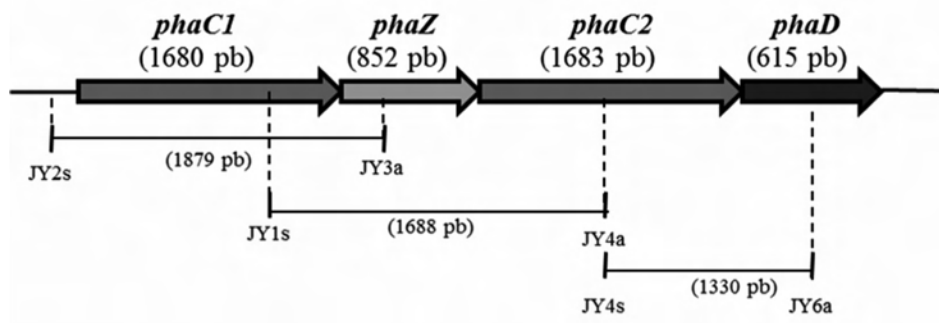 phaC1 phaZ phaC2 phaD
(1680 pb) (852 pb) (1683 pb) (615 pb)
(1879 pb)
JY2s JY3a
(1688 pb)
JY1s JY4a
(1330 pb)
JY4s JY6a